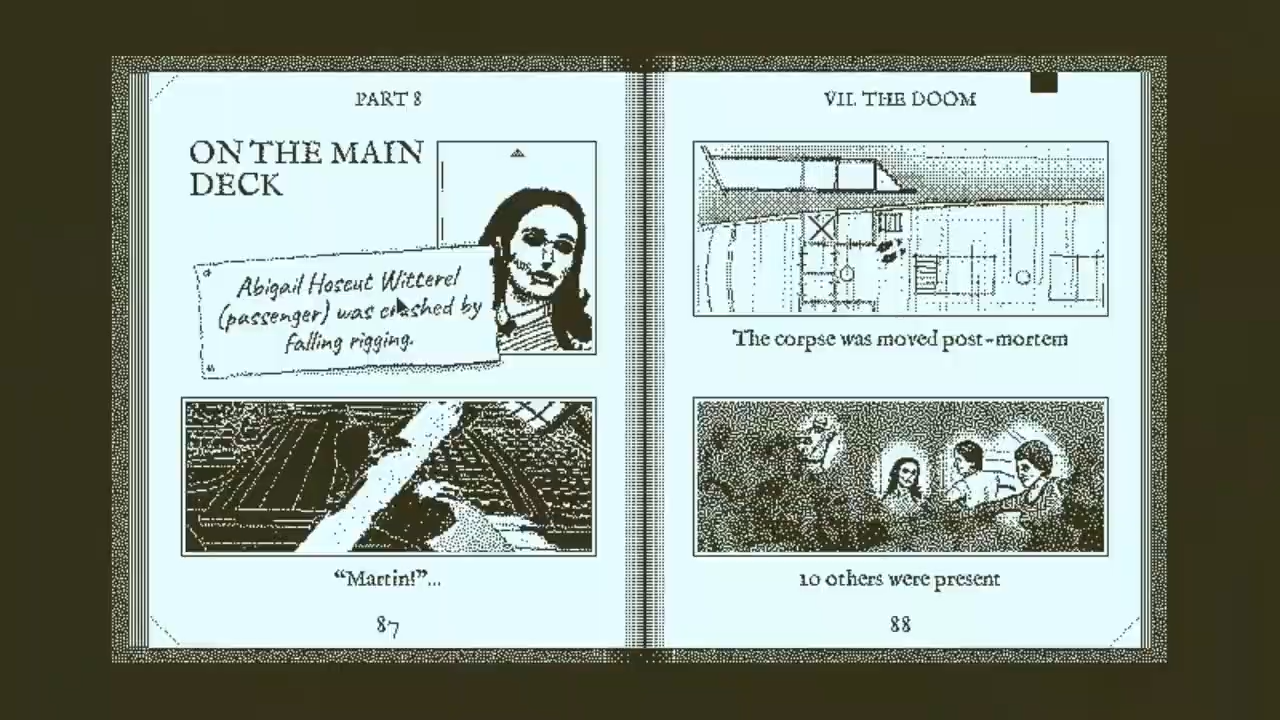 PART 8
ON THE MAIN
DECK
Abigail Hoscut Witterel
(passenger) was crushed by
falling rigging.
“Martin!”...
87
VII. THE DOOM
The corpse was moved post-mortem
10 others were present
88